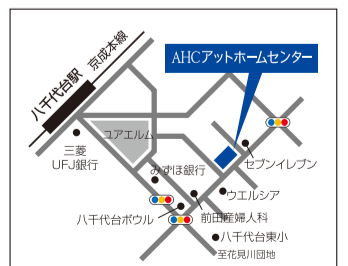 京成本線
八千代台駅
AHCアットホームセンター
ユアエルム
三菱
UFJ銀行
みずほ銀行
セブンイレブン
ウエルシア
八千代台ボウル
前田産婦人科
八千代台東小
至花見川団地